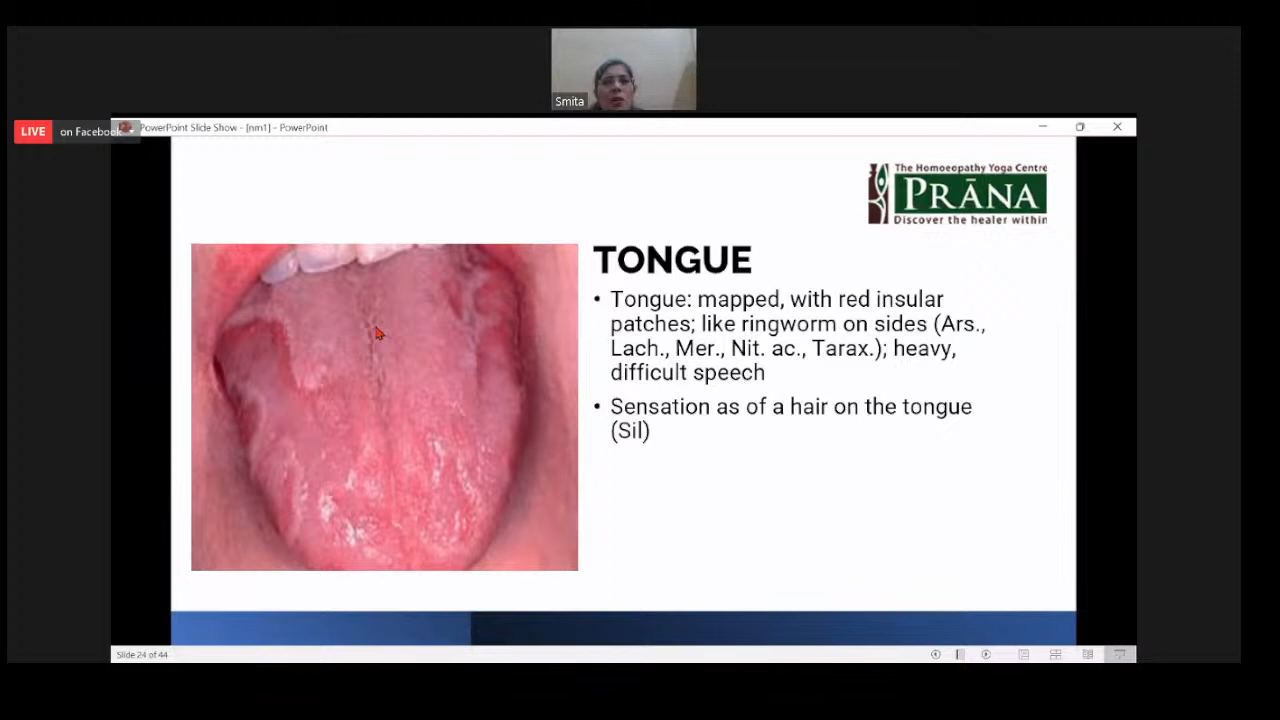 Smita
LIVE on Facebook
PowerPoint Slide Show - [nm1] - PowerPoint
The Homoeopathy Yoga Centre
PRĀNA
Discover the healer within
TONGUE
• Tongue: mapped, with red insular
patches; like ringworm on sides (Ars.,
Lach., Mer., Nit. ac., Tarax.); heavy,
difficult speech
• Sensation as of a hair on the tongue
(Sil)
Slide 24 of 44